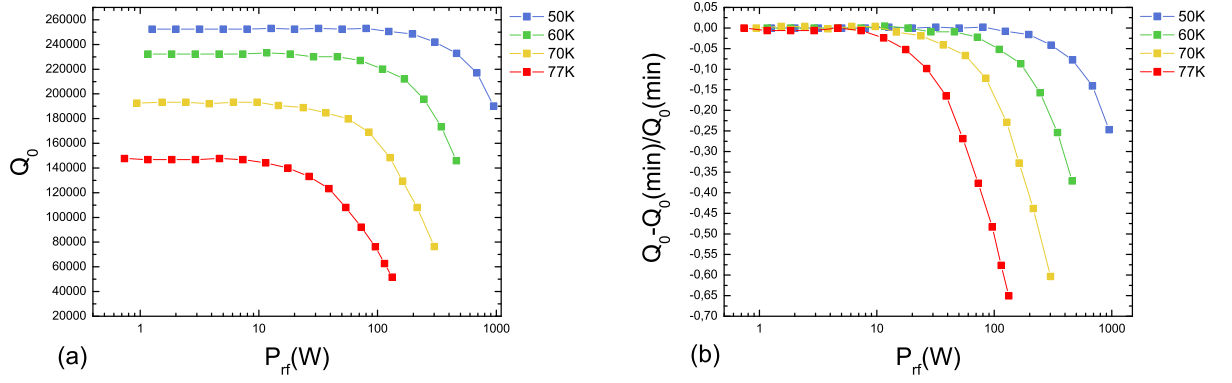 260000
240000
220000
200000
180000
160000
140000
120000
100000
80000
60000
40000
20000
Q0
1
10
100
1000
Prf(W)
(a)
50K
60K
70K
77K
0,05
0,00
-0,05
-0,10
-0,15
-0,20
-0,25
-0,30
-0,35
-0,40
-0,45
-0,50
-0,55
-0,60
-0,65
-0,70
Q0-Q0(min)/Q0(min)
1
10
100
1000
Prf(W)
(b)
50K
60K
70K
77K